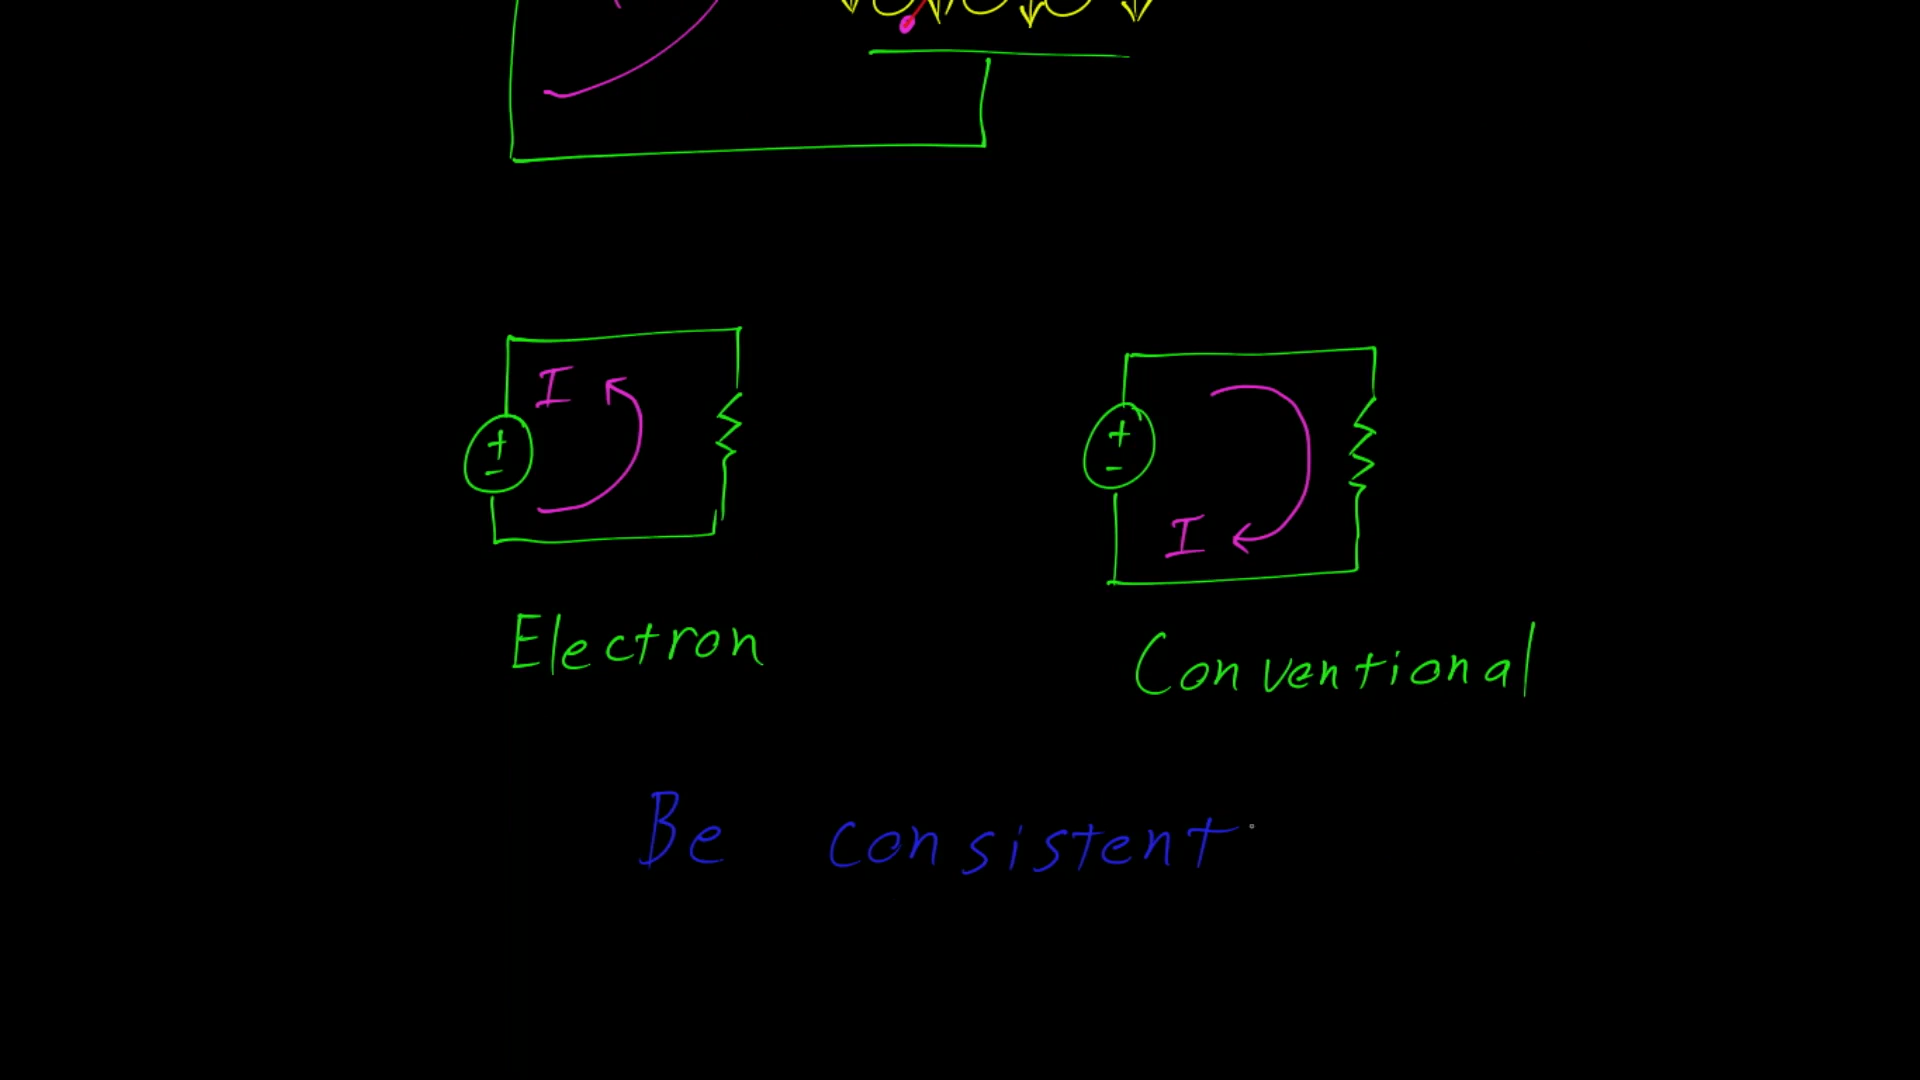 I
+
-
+
-
I
Electron
Conventional
Be consistent